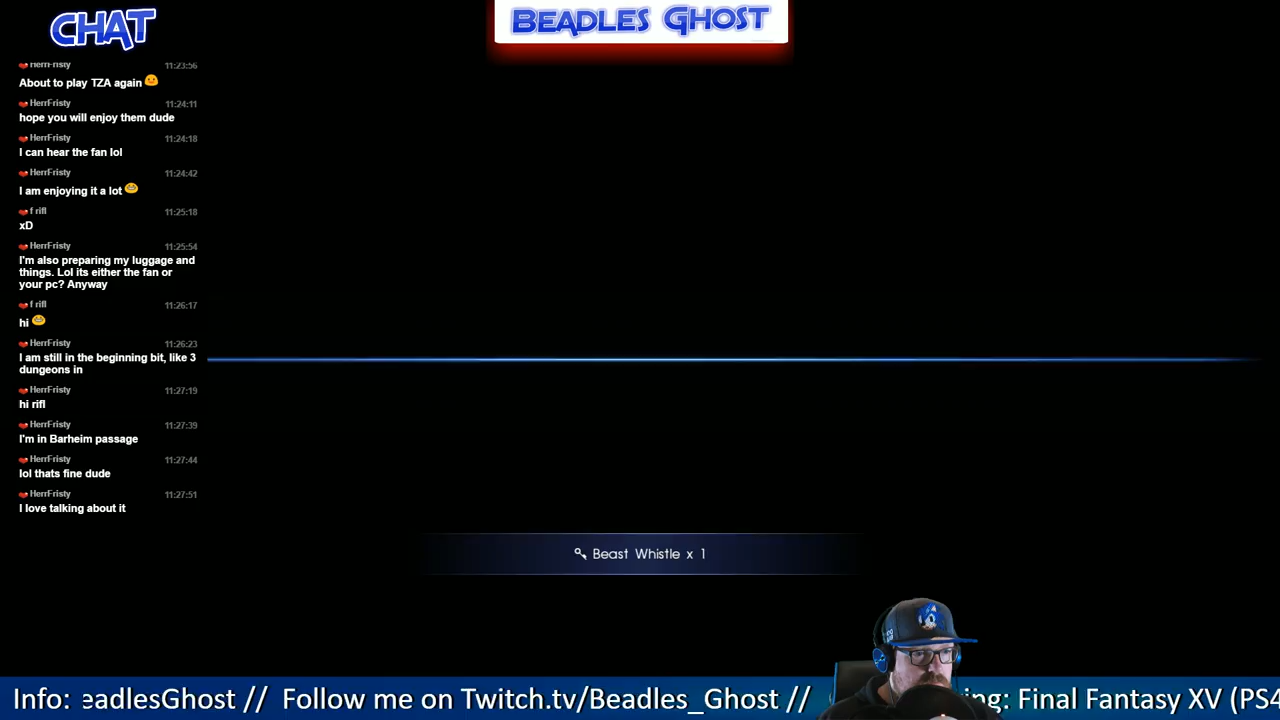 CHAT
BEADLES GHOST
HerrFristy 11:23:56
About to play TZA again
HerrFristy 11:24:11
hope you will enjoy them dude
HerrFristy 11:24:18
I can hear the fan lol
HerrFristy 11:24:42
I am enjoying it a lot
f rifl 11:25:18
xD
HerrFristy 11:25:54
I'm also preparing my luggage and
things. Lol its either the fan or
your pc? Anyway
f rifl 11:26:17
hi
HerrFristy 11:26:23
I am still in the beginning bit, like 3
dungeons in
HerrFristy 11:27:19
hi rifl
HerrFristy 11:27:39
I'm in Barheim passage
HerrFristy 11:27:44
lol thats fine dude
HerrFristy 11:27:51
I love talking about it
Beast Whistle x 1
Info: eadlesGhost // Follow me on Twitch.tv/Beadles_Ghost // ng: Final Fantasy XV (PS4